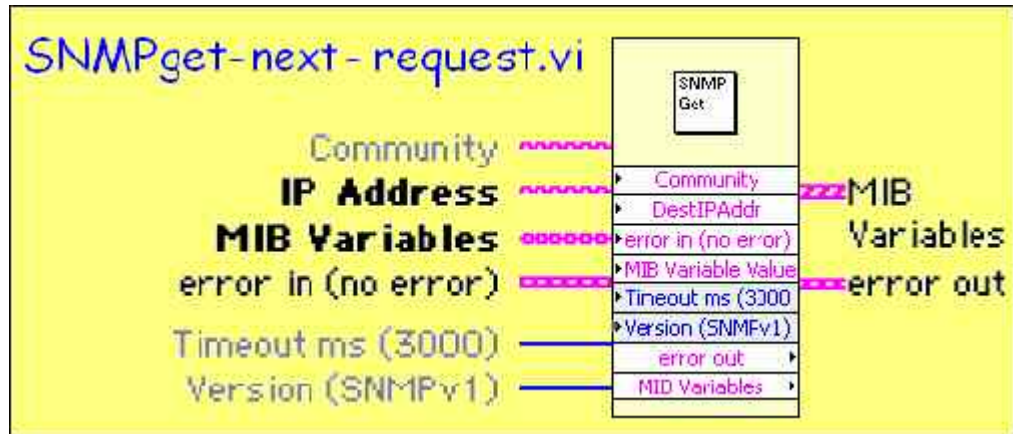 SNMPget-next-request.vi
SNMP
Get
Community
IP Address
MIB Variables
error in (no error)
Timeout ms (3000)
Version (SNMPv1)
Community
DestIPAddr
error in (no error)
MIB Variable Value
Timeout ms (3000
Version (SNMPv1)
error out
MIB Variables
MIB
Variables
error out